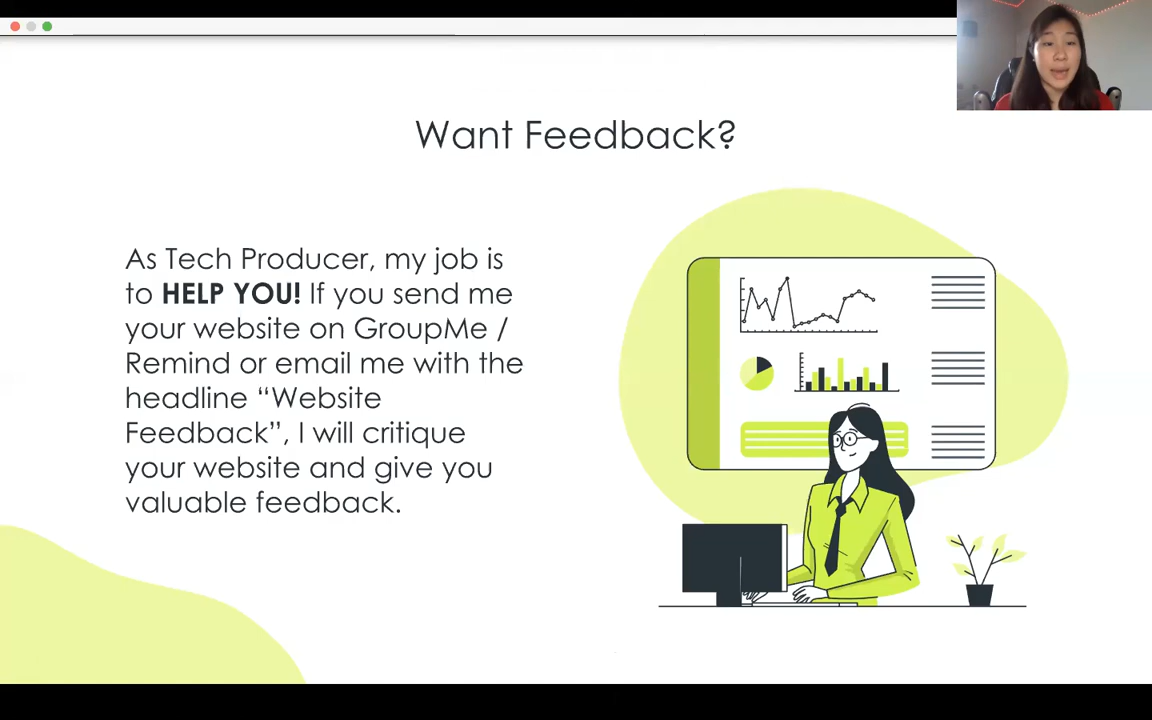 Want Feedback?
As Tech Producer, my job is
to HELP YOU! If you send me
your website on GroupMe /
Remind or email me with the
headline “Website
Feedback”, I will critique
your website and give you
valuable feedback.